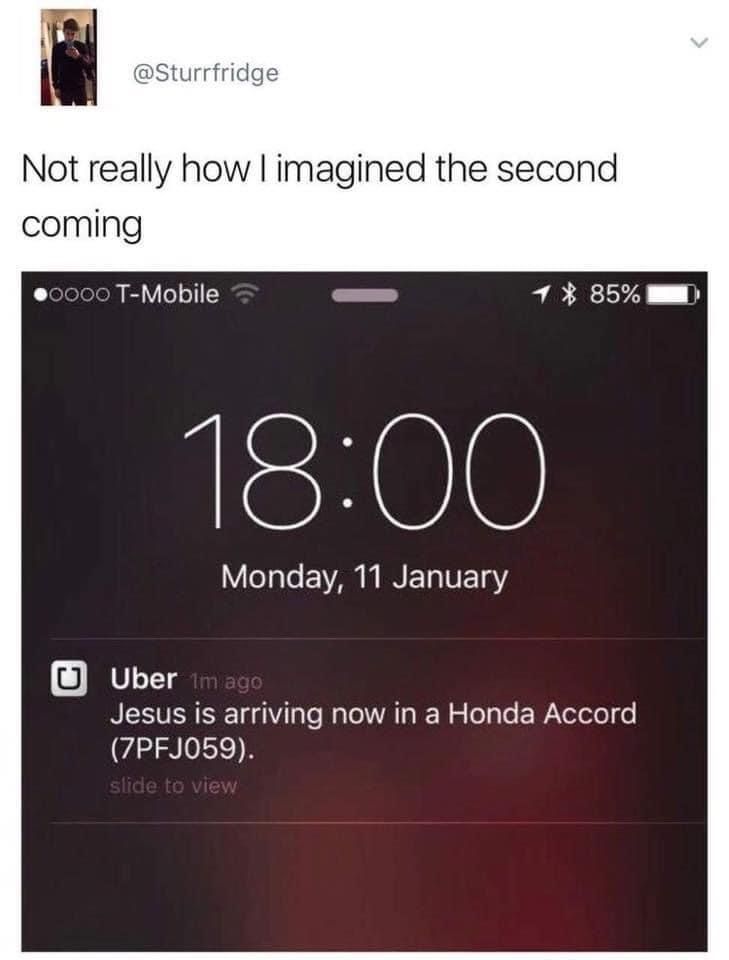 @Sturrfridge
Not really how I imagined the second
coming
T-Mobile 85%
18:00
Monday, 11 January
Uber 1m ago
Jesus is arriving now in a Honda Accord
(7PFJ059).
slide to view